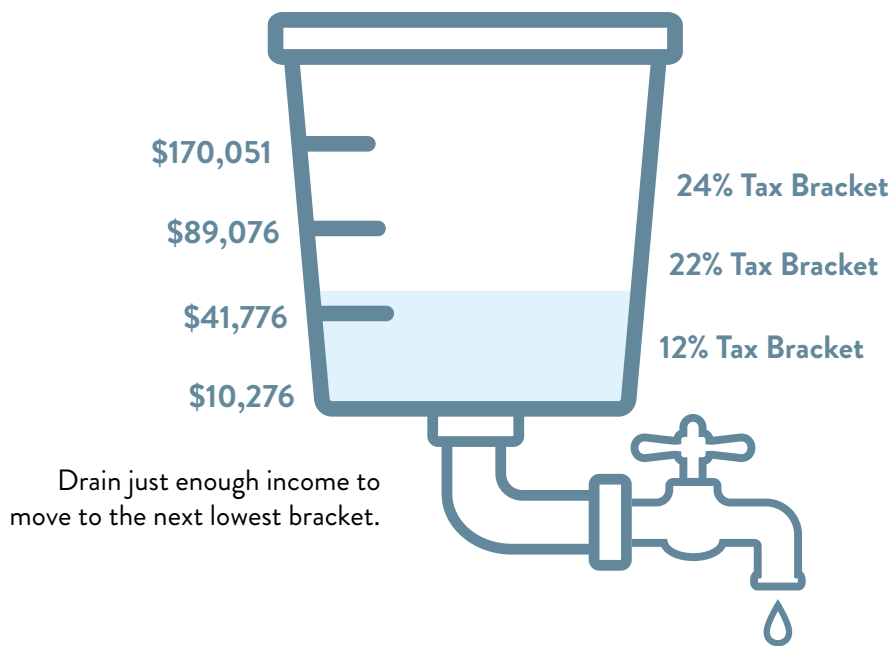 $170,051
24% Tax Bracket
$89,076
22% Tax Bracket
$41,776
12% Tax Bracket
$10,276
Drain just enough income to
move to the next lowest bracket.